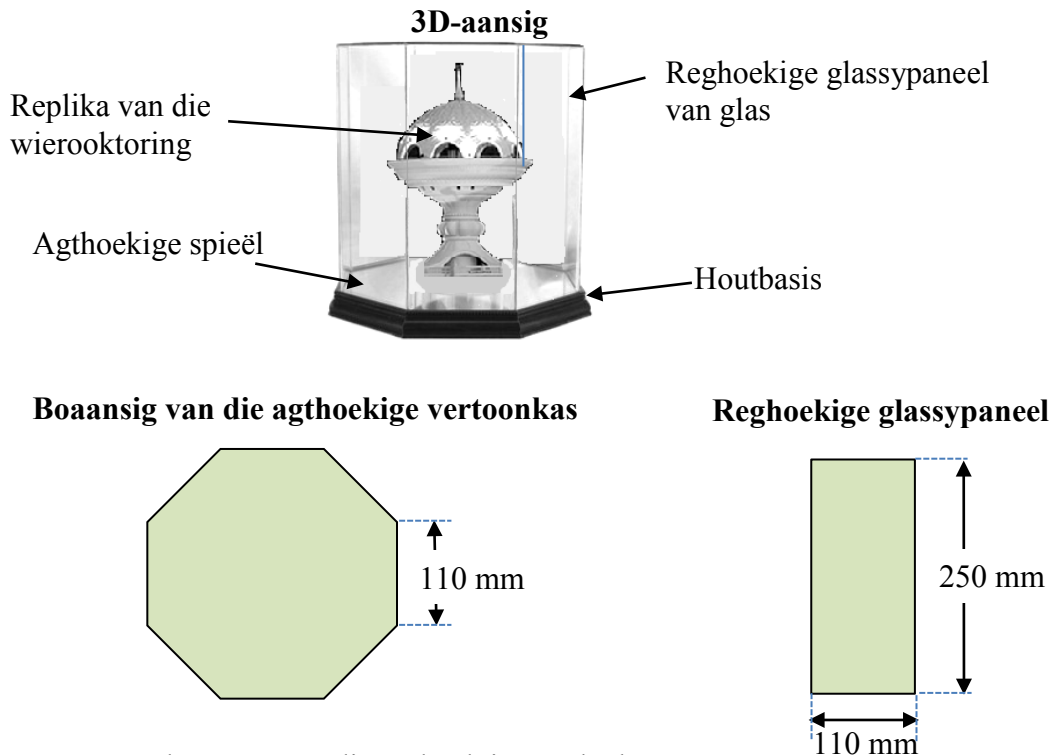 3D-aansig
Reghoekige glassypaneel
van glas
Replika van die
wierooktoring
Agthoekige spieël
Houtbasis
Boaansig van die agthoekige vertoonkas
Reghoekige glassypaneel
110 mm
250 mm
110 mm